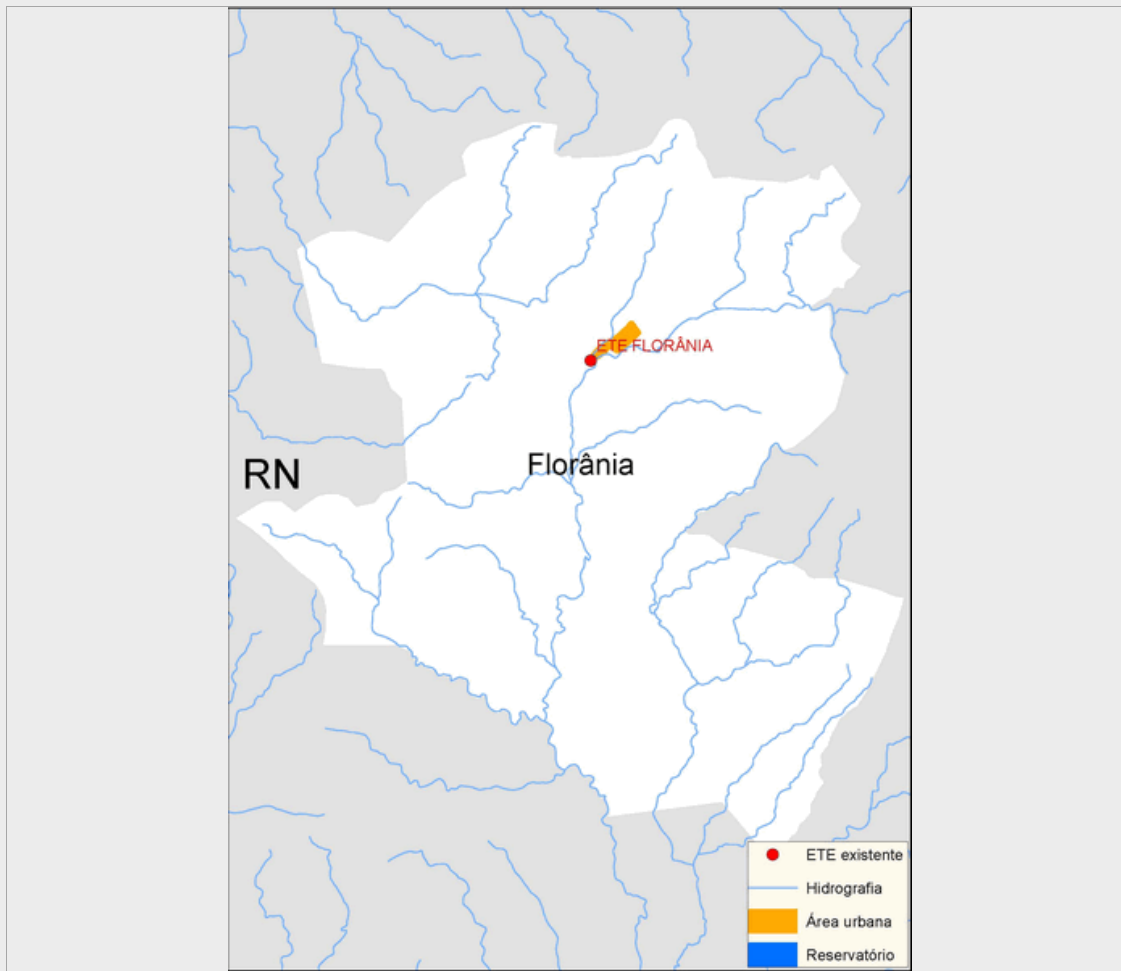 ETE FLORÂNIA
Florânia
RN
ETE existente
Hidrografia
Área urbana
Reservatório